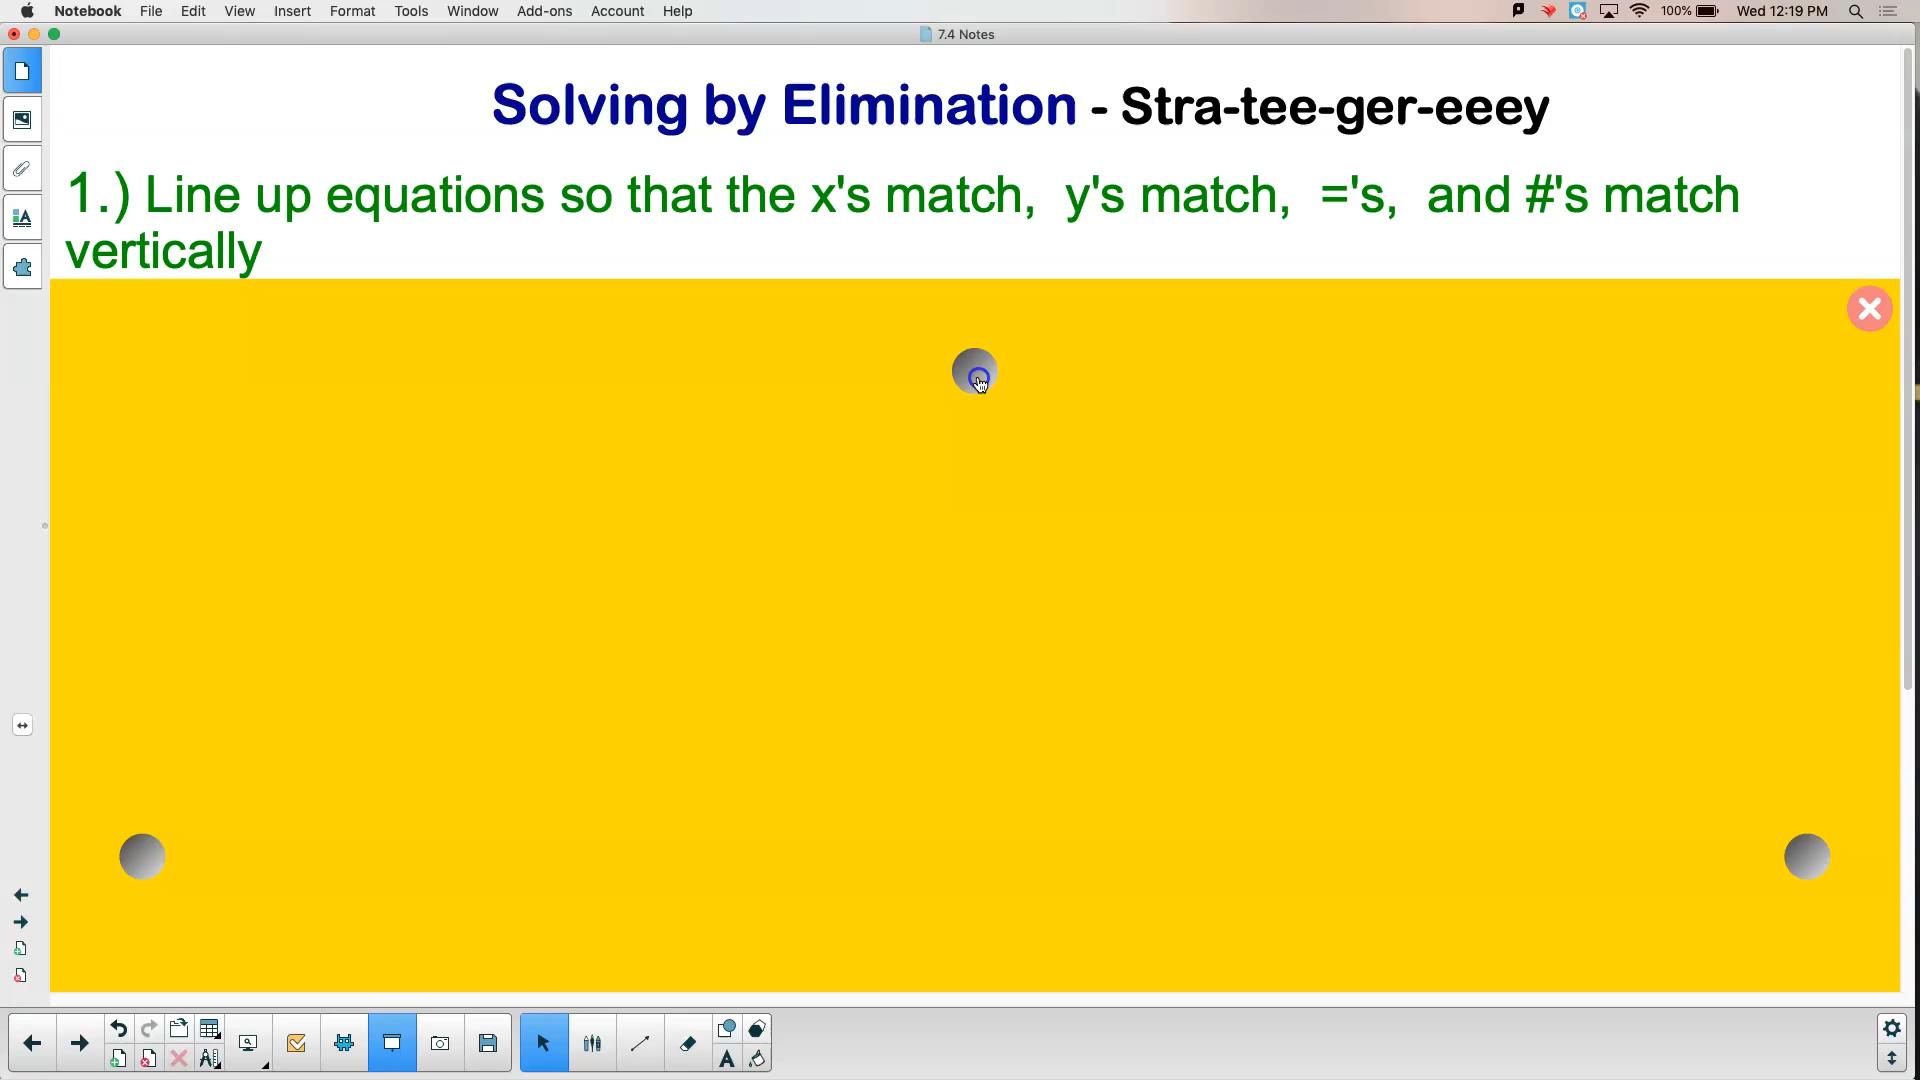 Notebook File Edit View Insert Format Tools Window Add-ons Account Help 100% Wed 12:19 PM
7.4 Notes
Solving by Elimination - Stra-tee-ger-eeey
1.) Line up equations so that the x's match, y's match, ='s, and #'s match
vertically